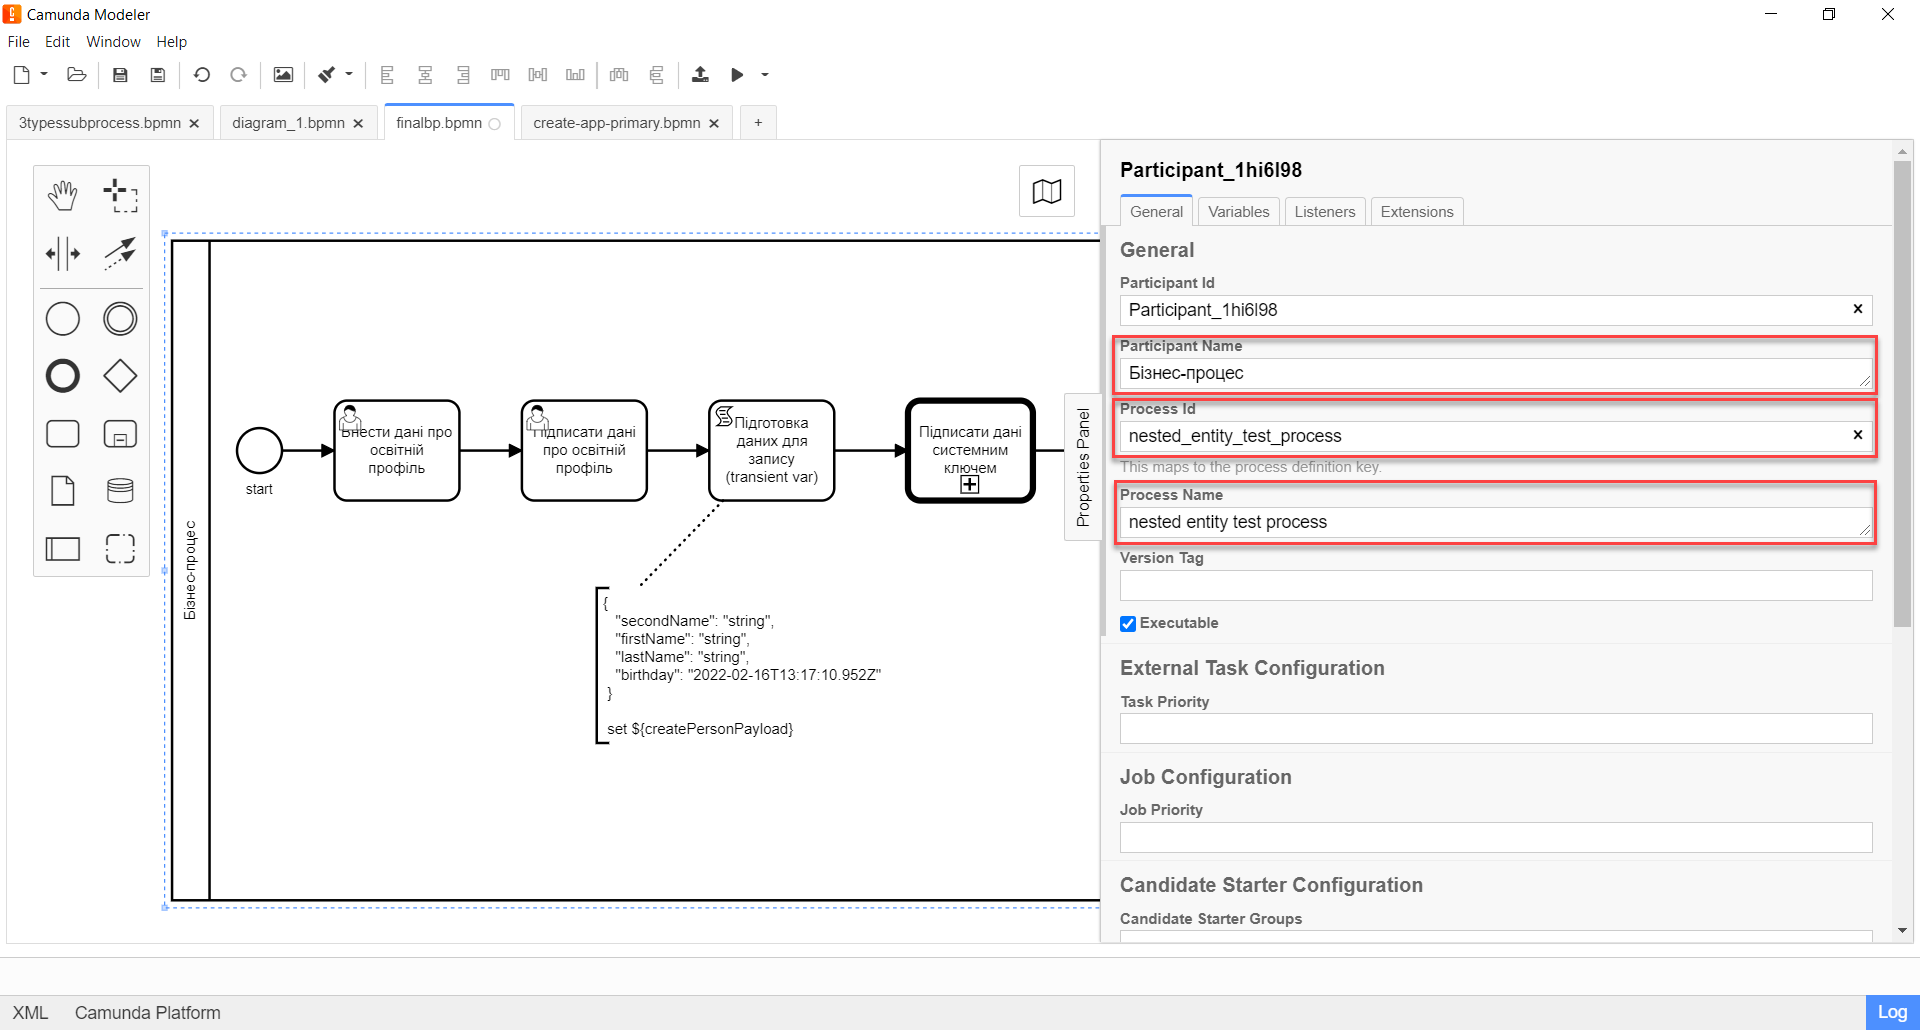 Camunda Modeler
File Edit Window Help
3typessubprocess.bpmn
diagram_1.bpmn
finalbp.bpmn
create-app-primary.bpmn
+
Бізнес-процес
start
Внести дані про
освітній
профіль
Підписати дані
про освітній
профіль
Підготовка
даних для
запису
(transient var)
Підписати дані
системним
ключем
{
"secondName": "string",
"firstName": "string",
"lastName": "string",
"birthday": "2022-02-16T13:17:10.952Z"
}
set ${createPersonPayload}
Properties Panel
Participant_1hi6l98
General Variables Listeners Extensions
General
Participant Id
Participant_1hi6l98
Participant Name
Бізнес-процес
Process Id
nested_entity_test_process
This maps to the process definition key.
Process Name
nested entity test process
Version Tag
Executable
External Task Configuration
Task Priority
Job Configuration
Job Priority
Candidate Starter Configuration
Candidate Starter Groups
XML Camunda Platform
Log